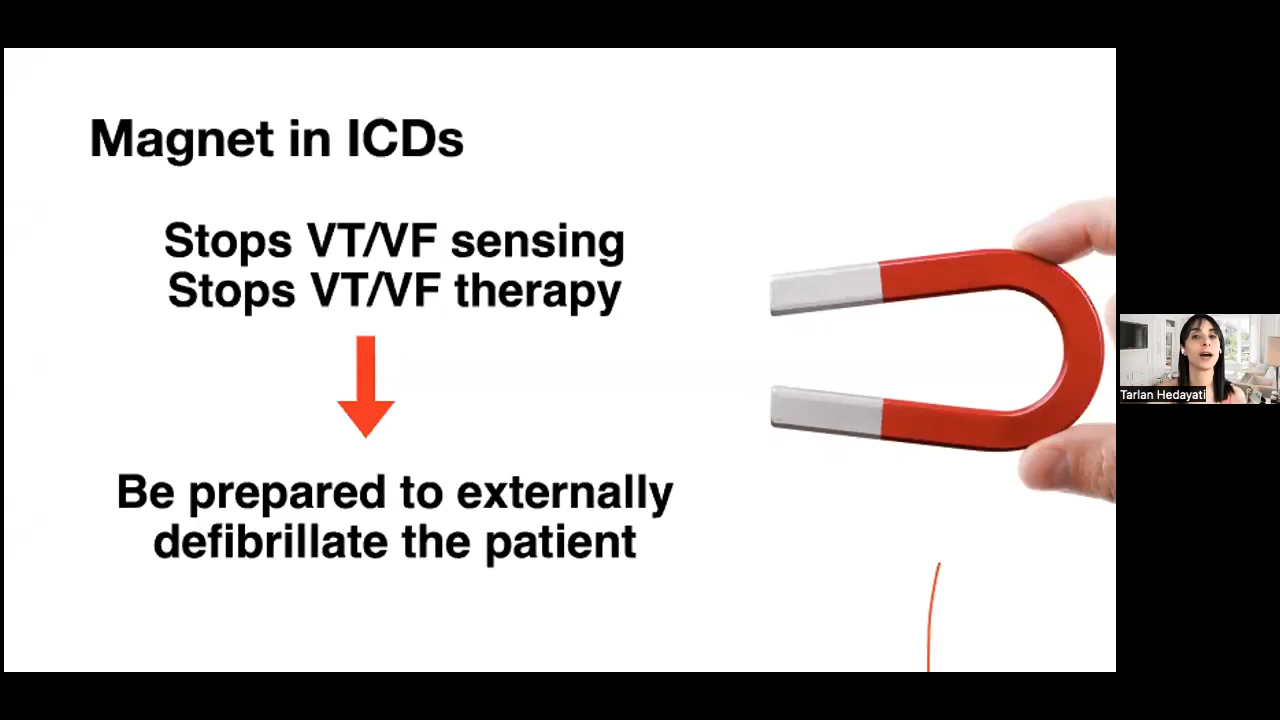 Magnet in ICDs
Stops VT/VF sensing
Stops VT/VF therapy
Be prepared to externally
defibrillate the patient
Tarlan Hedayati